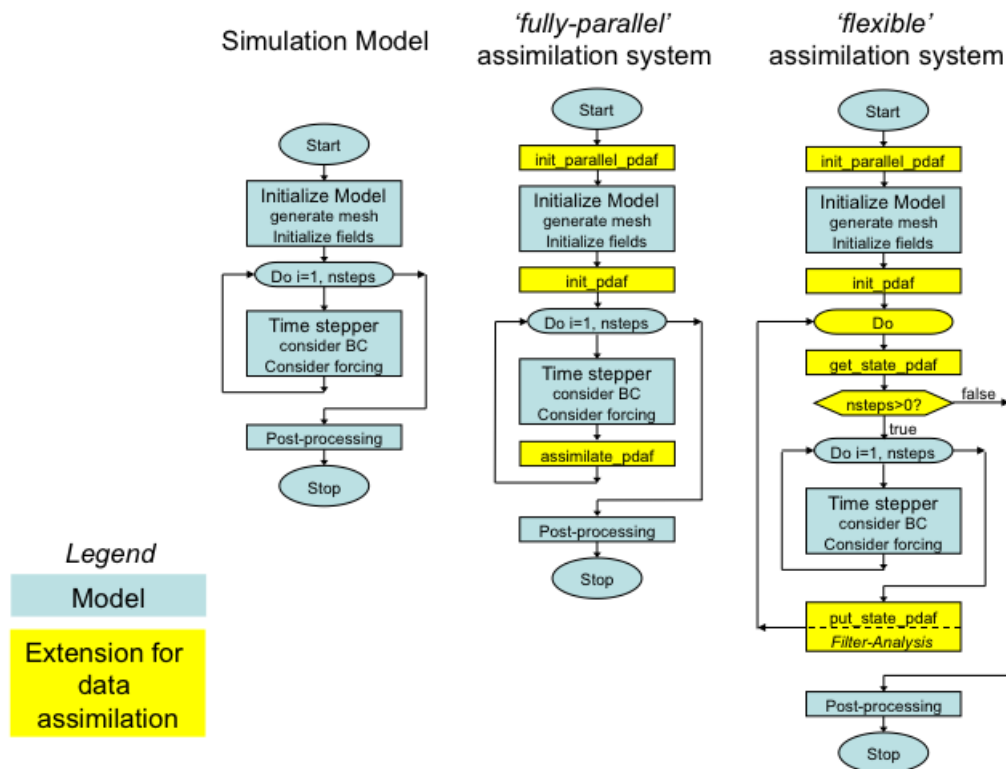 Simulation Model
Start
Initialize Model
generate mesh
Initialize fields
Do i=1, nsteps
Time stepper
consider BC
Consider forcing
Post-processing
Stop
'fully-parallel'
assimilation system
Start
init_parallel_pdaf
Initialize Model
generate mesh
Initialize fields
init_pdaf
Do i=1, nsteps
Time stepper
consider BC
Consider forcing
assimilate_pdaf
Post-processing
Stop
'flexible'
assimilation system
Start
init_parallel_pdaf
Initialize Model
generate mesh
Initialize fields
init_pdaf
Do
get_state_pdaf
nsteps>0?
false
true
Do i=1, nsteps
Time stepper
consider BC
Consider forcing
put_state_pdaf
Filter-Analysis
Post-processing
Stop
Legend
Model
Extension for
data
assimilation